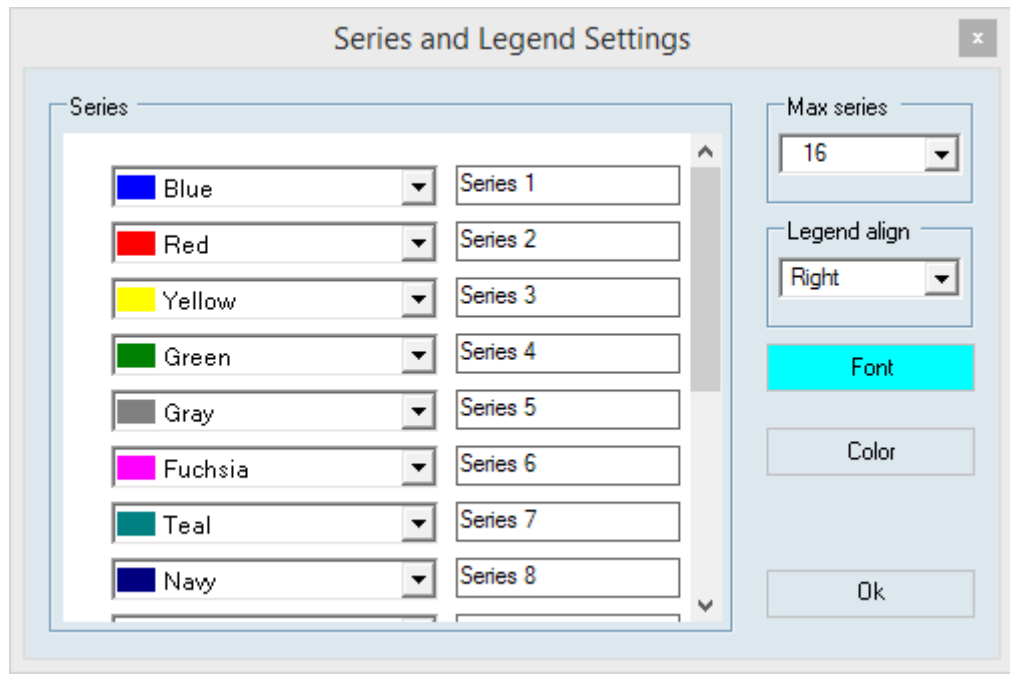 Series and Legend Settings
x
Series
Blue
Series 1
Red
Series 2
Yellow
Series 3
Green
Series 4
Gray
Series 5
Fuchsia
Series 6
Teal
Series 7
Navy
Series 8
Max series
16
Legend align
Right
Font
Color
Ok